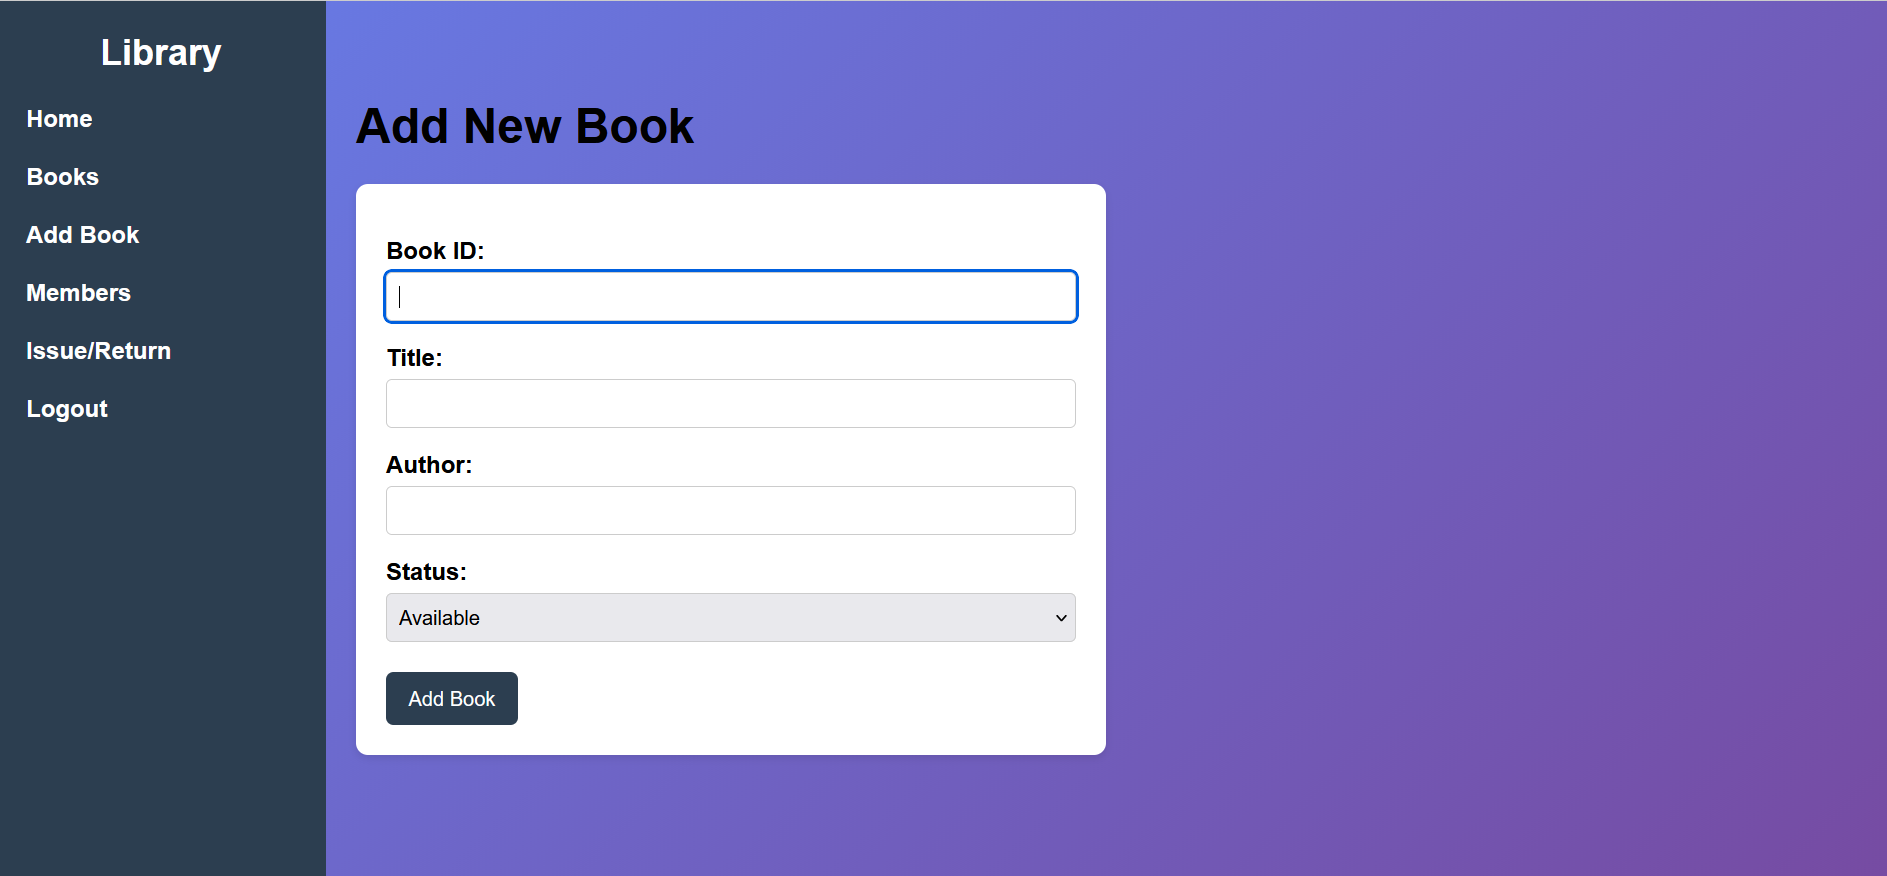 Library
Home
Books
Add Book
Members
Issue/Return
Logout
Add New Book
Book ID:
Title:
Author:
Status:
Available
Add Book